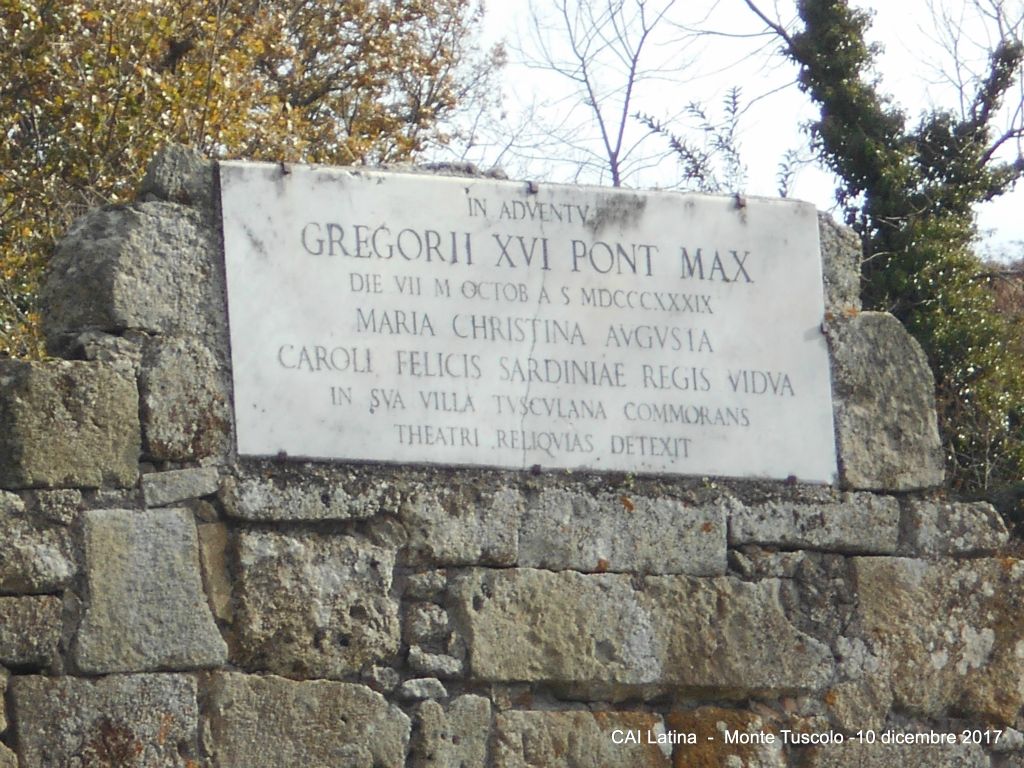 IN ADVENTV
GREGORII XVI PONT MAX
DIE VII M OCTOB A S MDCCCXXXIX
MARIA CHRISTINA AVGVSTA
CAROLI FELICIS SARDINIAE REGIS VIDVA
IN SVA VILLA TVSCVLANA COMMORANS
THEATRI RELIQVIAS DETEXIT
CAI Latina - Monte Tuscolo -10 dicembre 2017